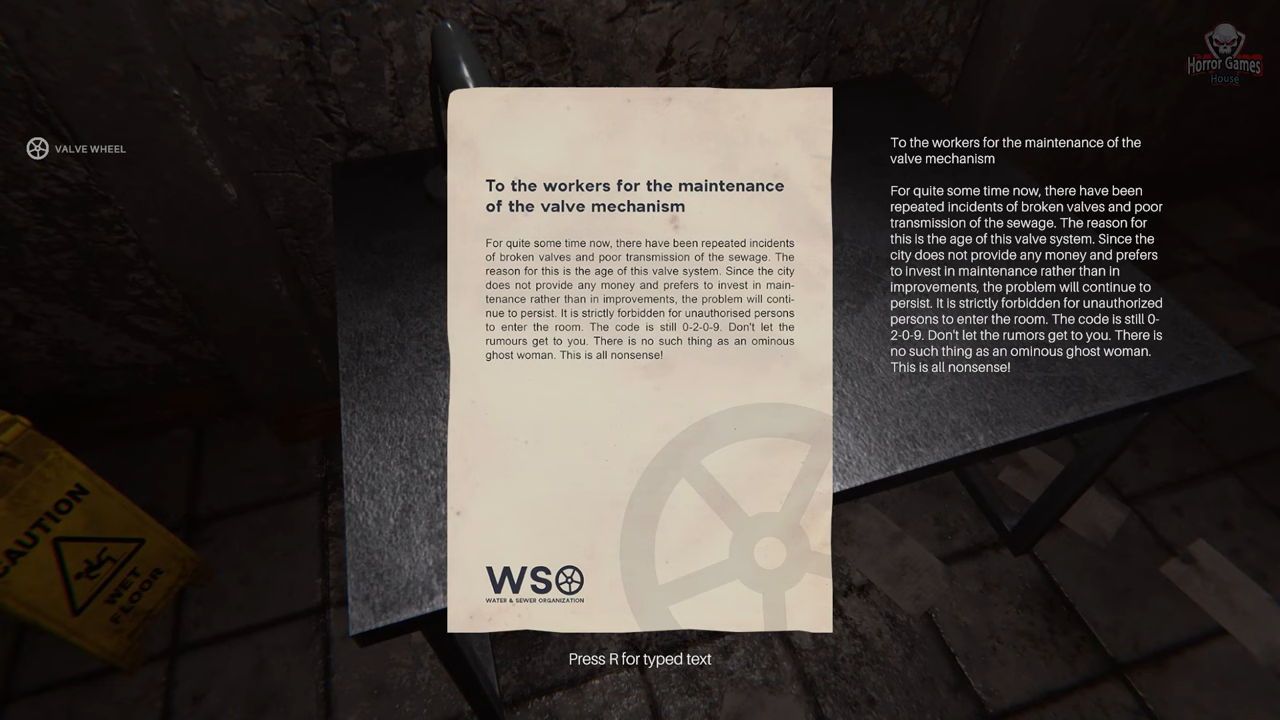 Horror Games
House
VALVE WHEEL
To the workers for the maintenance
of the valve mechanism
For quite some time now, there have been repeated incidents
of broken valves and poor transmission of the sewage. The
reason for this is the age of this valve system. Since the city
does not provide any money and prefers to invest in main-
tenance rather than in improvements, the problem will conti-
nue to persist. It is strictly forbidden for unauthorised persons
to enter the room. The code is still 0-2-0-9. Don't let the
rumours get to you. There is no such thing as an ominous
ghost woman. This is all nonsense!
WSO
WATER & SEWER ORGANIZATION
To the workers for the maintenance of the
valve mechanism
For quite some time now, there have been
repeated incidents of broken valves and poor
transmission of the sewage. The reason for
this is the age of this valve system. Since the
city does not provide any money and prefers
to invest in maintenance rather than in
improvements, the problem will continue to
persist. It is strictly forbidden for unauthorized
persons to enter the room. The code is still 0-
2-0-9. Don't let the rumors get to you. There is
no such thing as an ominous ghost woman.
This is all nonsense!
CAUTION
WET
FLOOR
Press R for typed text